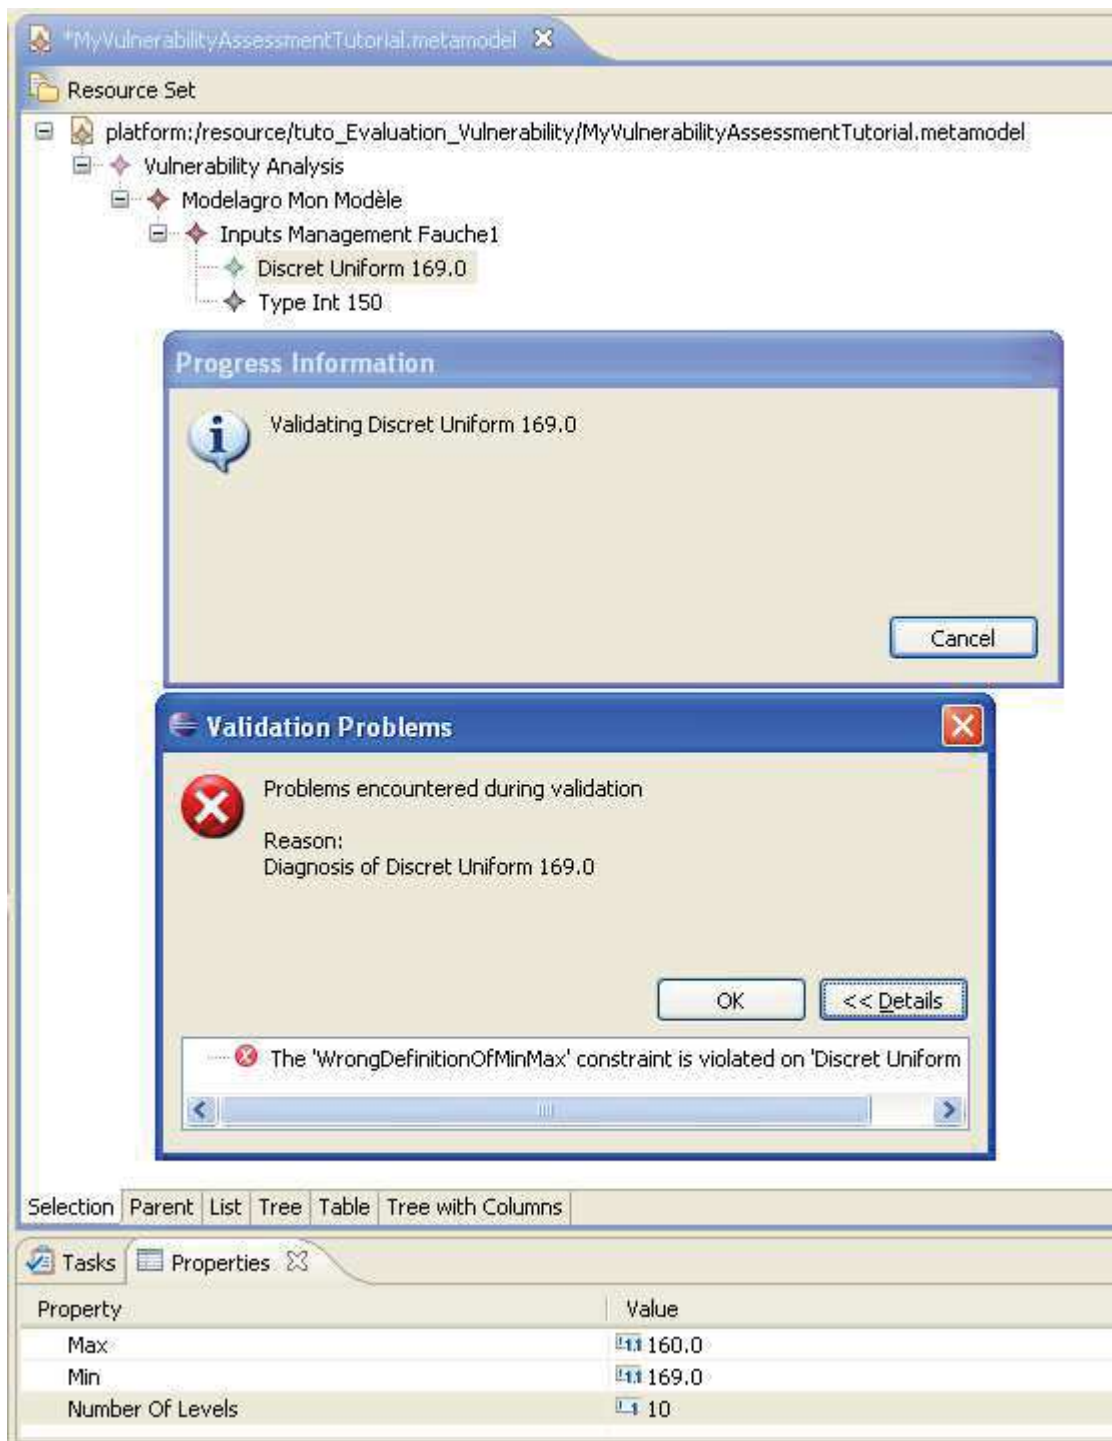 *MyVulnerabilityAssessmentTutorial.metamodel
Resource Set
platform:/resource/tuto_Evaluation_Vulnerability/MyVulnerabilityAssessmentTutorial.metamodel
Vulnerability Analysis
Modelagro Mon Modèle
Inputs Management Fauche1
Discret Uniform 169.0
Type Int 150
Progress Information
Validating Discret Uniform 169.0
Cancel
Validation Problems
Problems encountered during validation
Reason:
Diagnosis of Discret Uniform 169.0
OK << Details
The 'WrongDefinitionOfMinMax' constraint is violated on 'Discret Uniform
Selection Parent List Tree Table Tree with Columns
Tasks Properties
Property Value
Max 160.0
Min 169.0
Number Of Levels 10